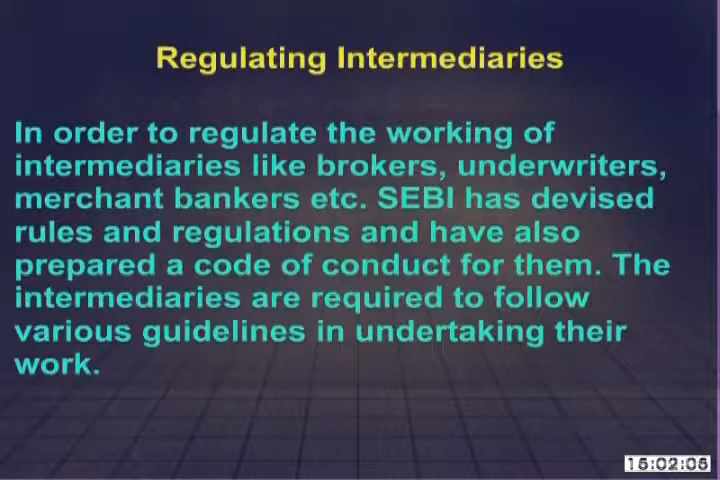 Regulating Intermediaries
In order to regulate the working of
intermediaries like brokers, underwriters,
merchant bankers etc. SEBI has devised
rules and regulations and have also
prepared a code of conduct for them. The
intermediaries are required to follow
various guidelines in undertaking their
work.
15:02:05